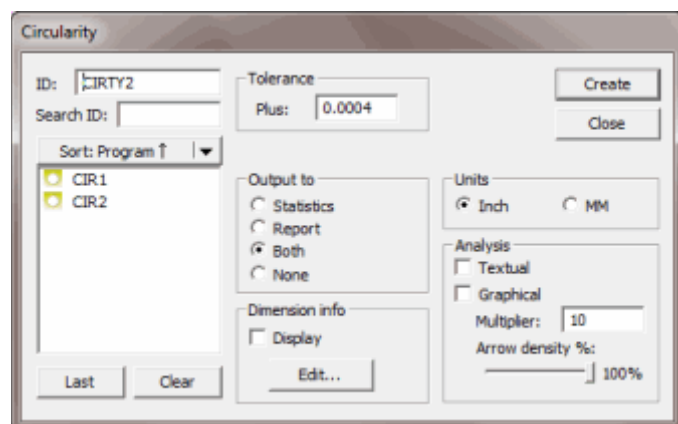 Circularity
ID: CIRTY2
Search ID:
Sort: Program↑
CIR1
CIR2
Last
Clear
Tolerance
Plus: 0.0004
Output to
Statistics
Report
Both
None
Dimension info
Display
Edit...
Create
Close
Units
Inch
MM
Analysis
Textual
Graphical
Multiplier: 10
Arrow density %:
100%